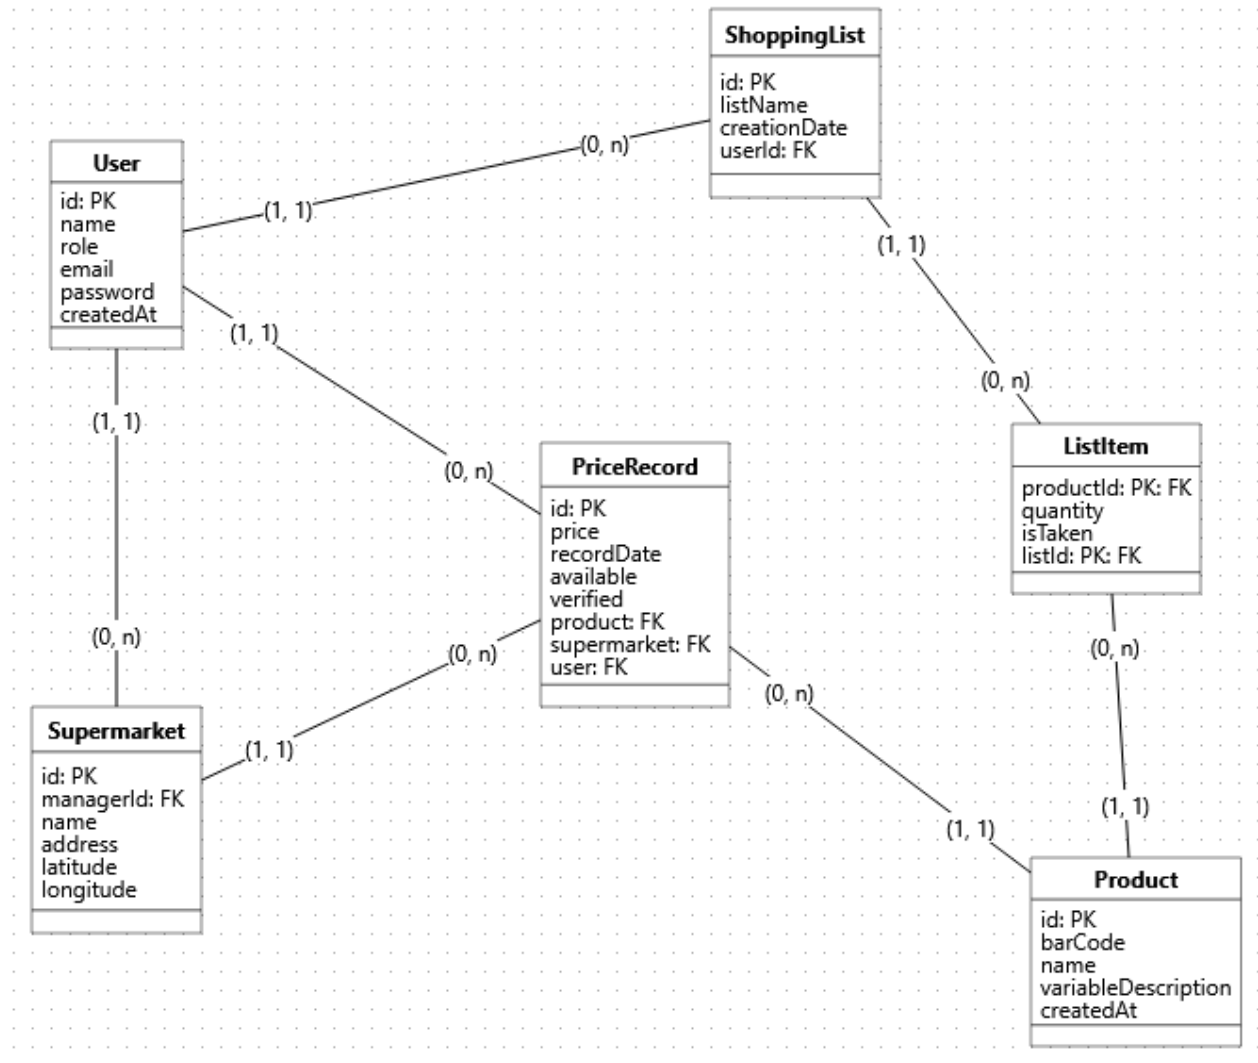 ShoppingList
id: PK
listName
creationDate
userId: FK
(0, n)
(1, 1)
User
id: PK
name
role
email
password
createdAt
(1, 1)
(0, n)
(1, 1)
(0, n)
(1, 1)
(0, n)
ListItem
productId: PK: FK
quantity
isTaken
listId: PK: FK
PriceRecord
id: PK
price
recordDate
available
verified
product: FK
supermarket: FK
user: FK
(0, n)
(1, 1)
Supermarket
id: PK
managerId: FK
name
address
latitude
longitude
(0, n)
(1, 1)
(0, n)
(1, 1)
Product
id: PK
barCode
name
variableDescription
createdAt